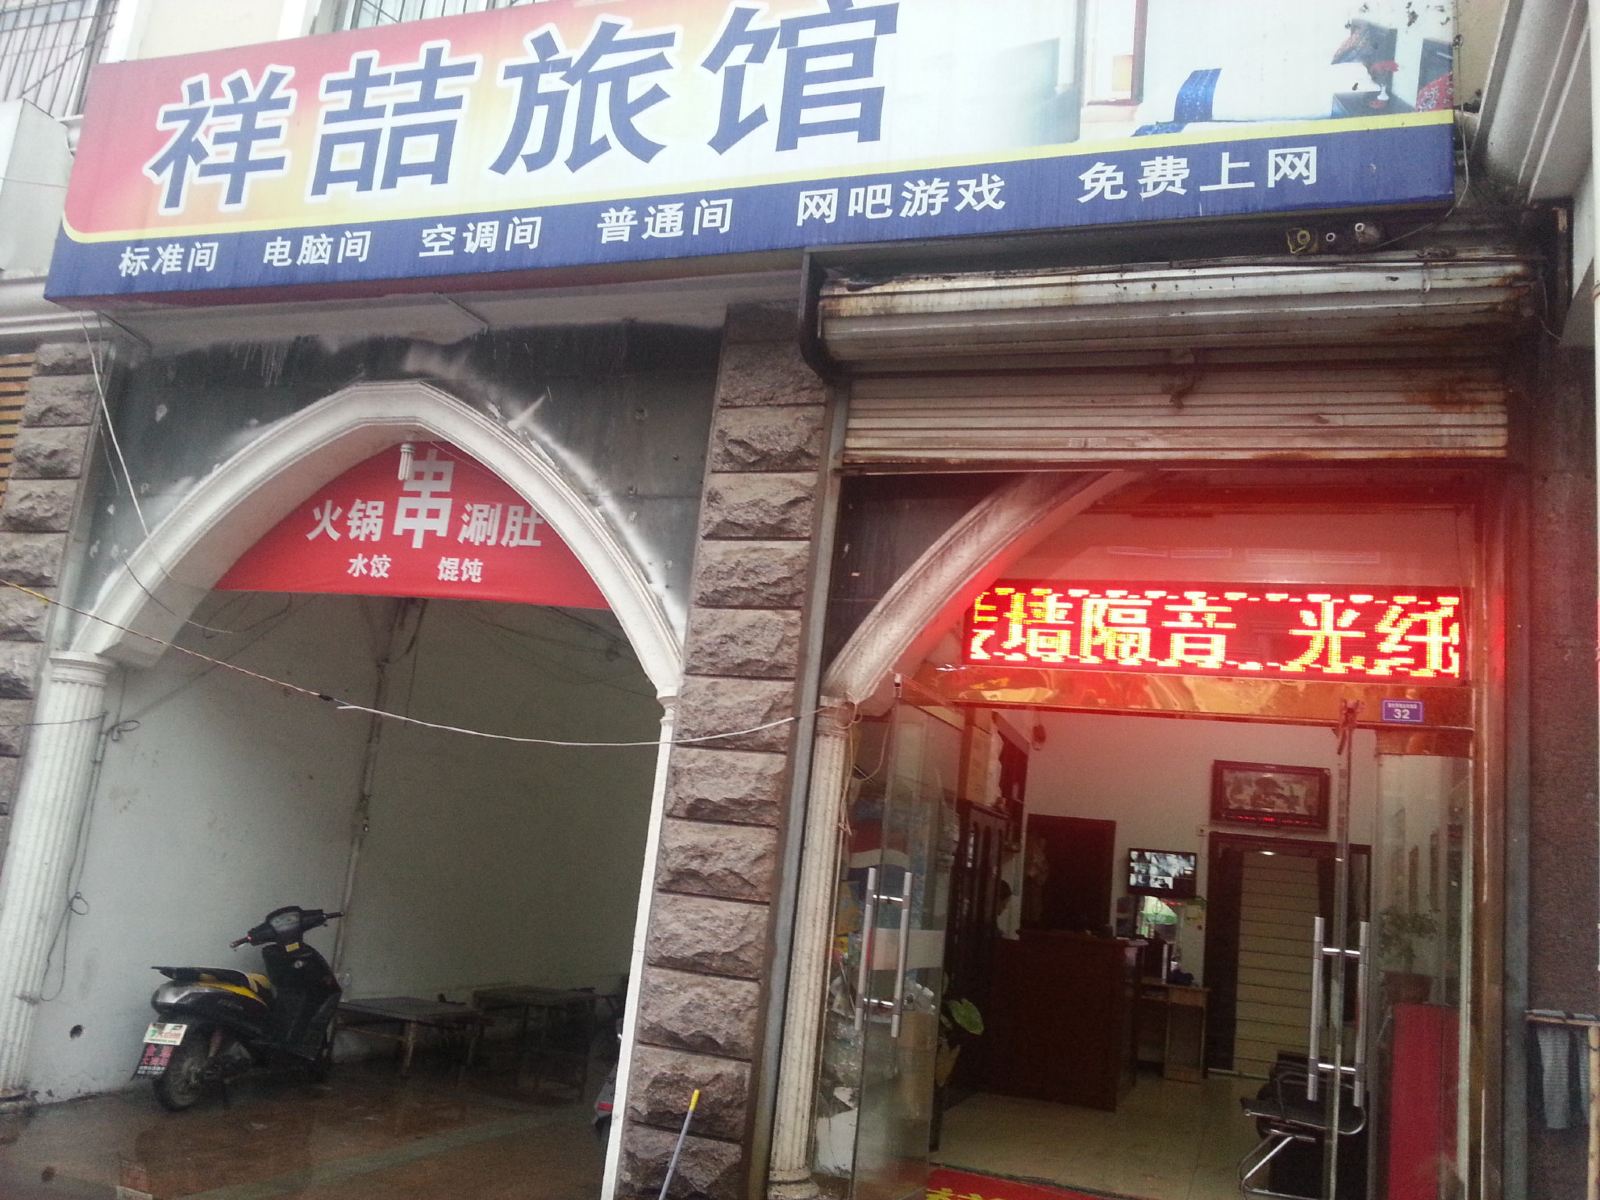 祥喆旅馆
标准间 电脑间 空调间 普通间 网吧游戏 免费上网
火锅 串 涮肚
水饺 馄饨
墙隔音 光纤
32